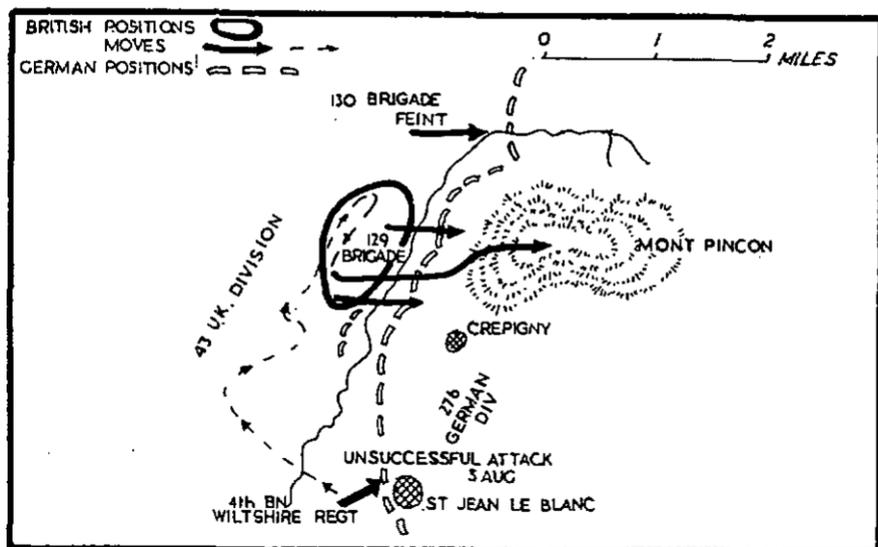 BRITISH POSITIONS
MOVES
GERMAN POSITIONS
0 1 2
MILES
130 BRIGADE
FEINT
129
BRIGADE
43 U.K. DIVISION
MONT PINCON
CREPIGNY
276
GERMAN
DIV
UNSUCCESSFUL ATTACK
5 AUG
4th BN
WILTSHIRE REGT
ST JEAN LE BLANC